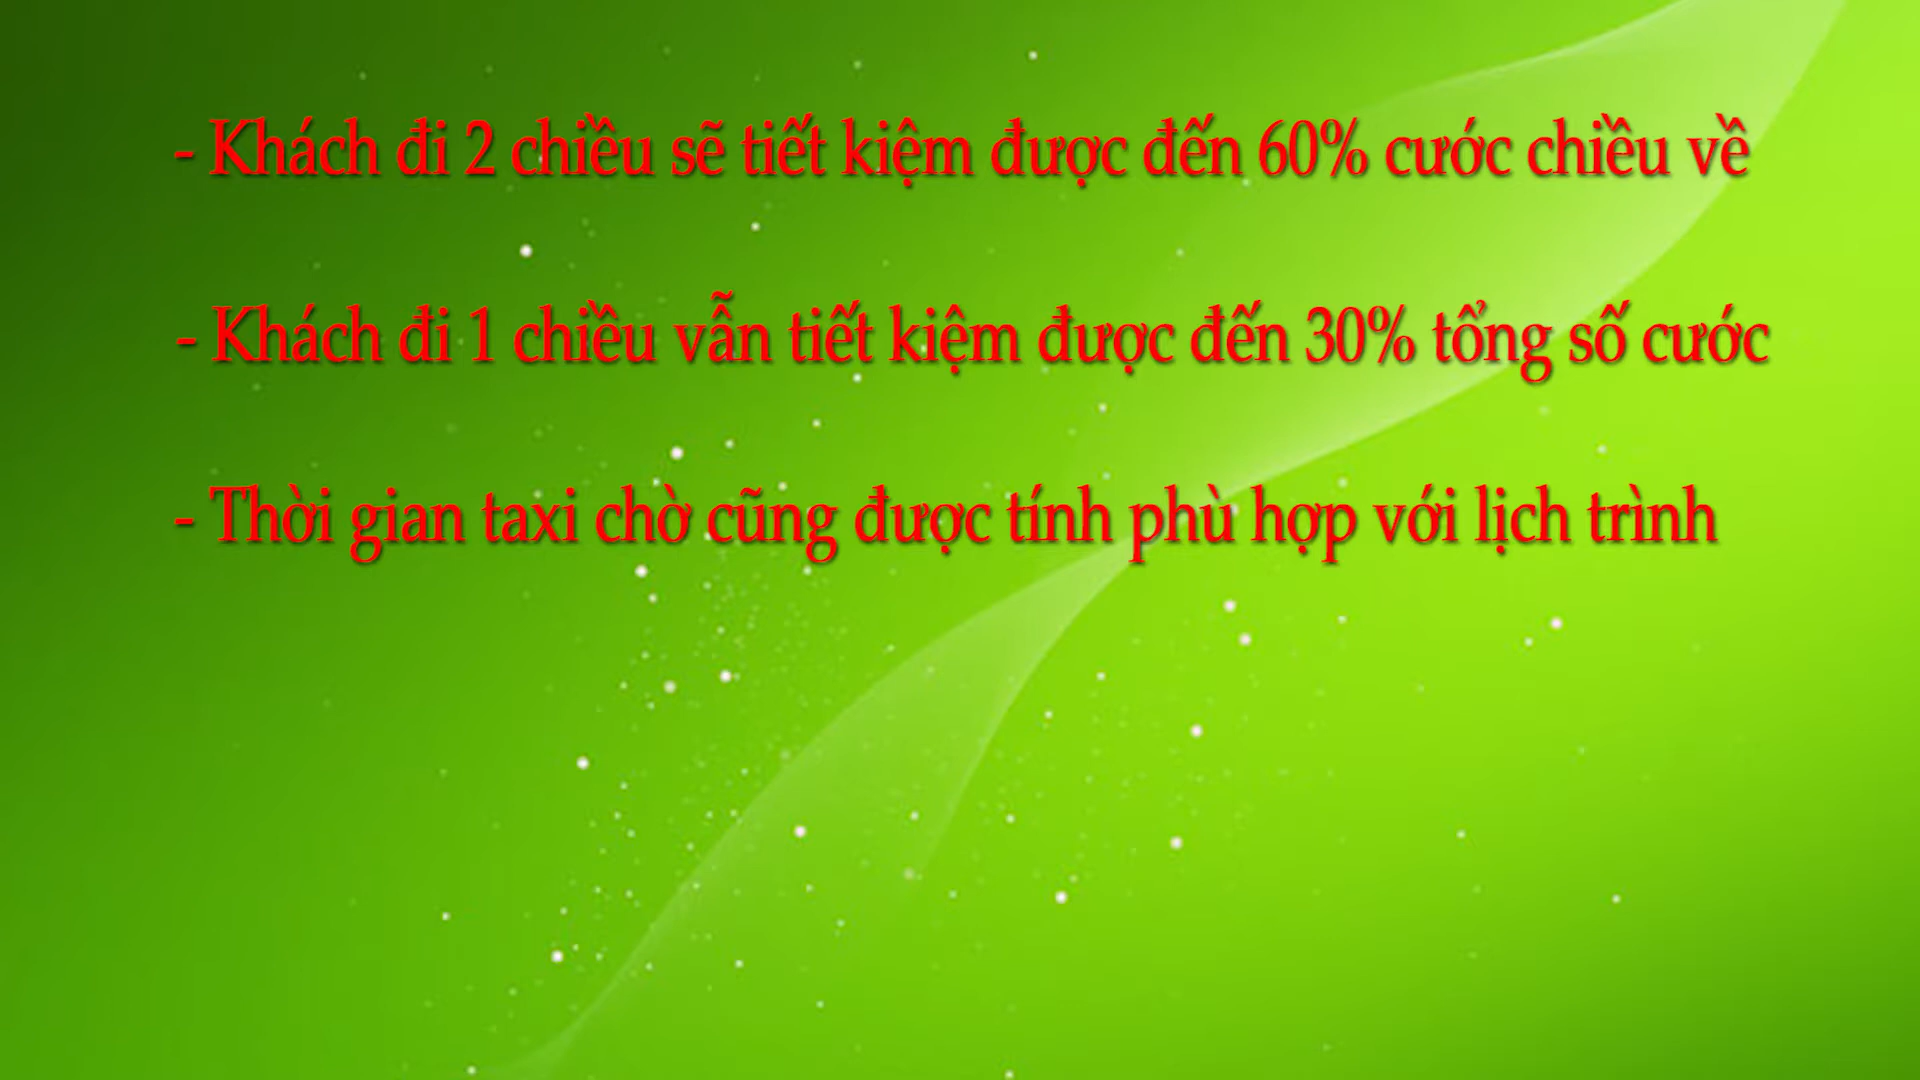 - Khách đi 2 chiều sẽ tiết kiệm được đến 60% cước chiều về
- Khách đi 1 chiều vẫn tiết kiệm được đến 30% tổng số cước
- Thời gian taxi chờ cũng được tính phù hợp với lịch trình